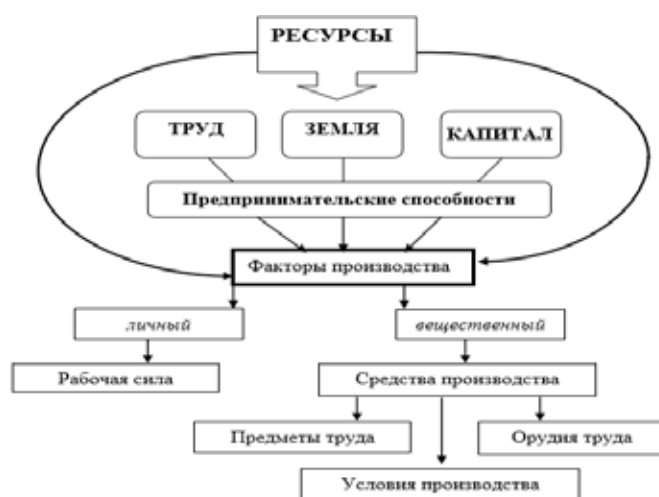 РЕСУРСЫ
ТРУД
ЗЕМЛЯ
КАПИТАЛ
Предпринимательские способности
Факторы производства
личный
вещественный
Рабочая сила
Средства производства
Предметы труда
Орудия труда
Условия производства